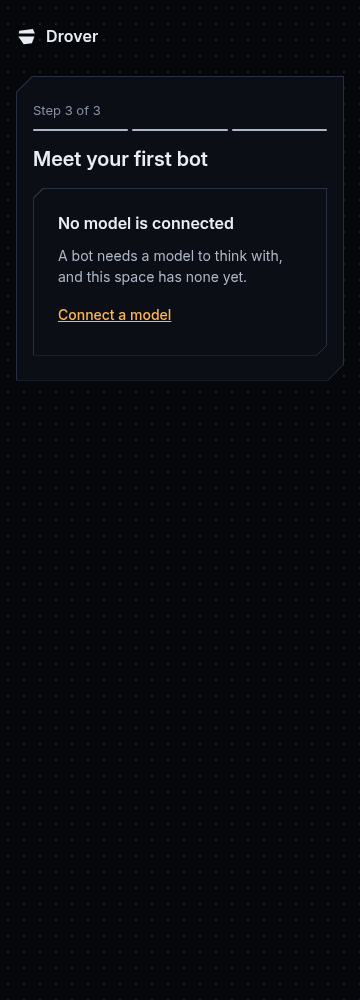 Drover
Step 3 of 3
Meet your first bot
No model is connected
A bot needs a model to think with,
and this space has none yet.
Connect a model